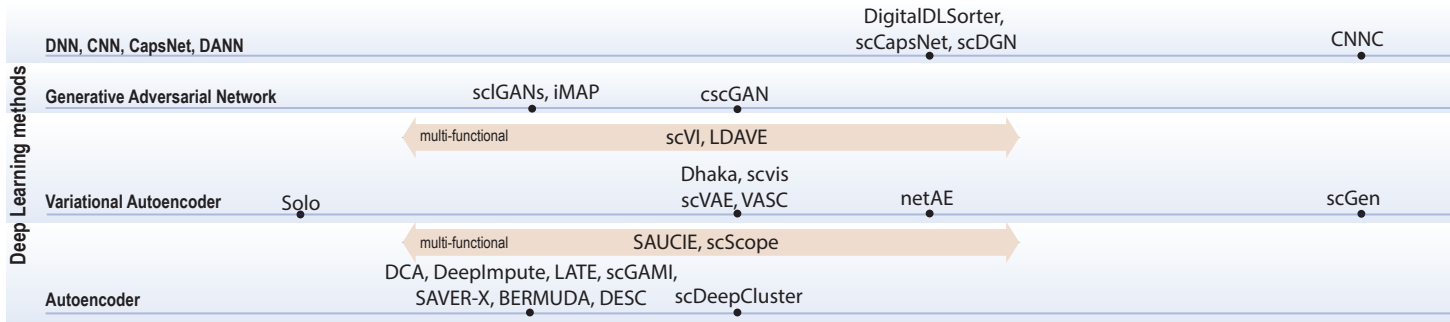 Deep Learning methods
DigitalDLSorter,
scCapsNet, scDGN
CNNC
DNN, CNN, CapsNet, DANN
Generative Adversarial Network
sclGANs, iMAP
cscGAN
multi-functional
scVI, LDAVE
Dhaka, scvis
scVAE, VASC
Variational Autoencoder
Solo
netAE
scGen
multi-functional
SAUCIE, scScope
DCA, DeepImpute, LATE, scGAMI,
SAVER-X, BERMUDA, DESC
scDeepCluster
Autoencoder